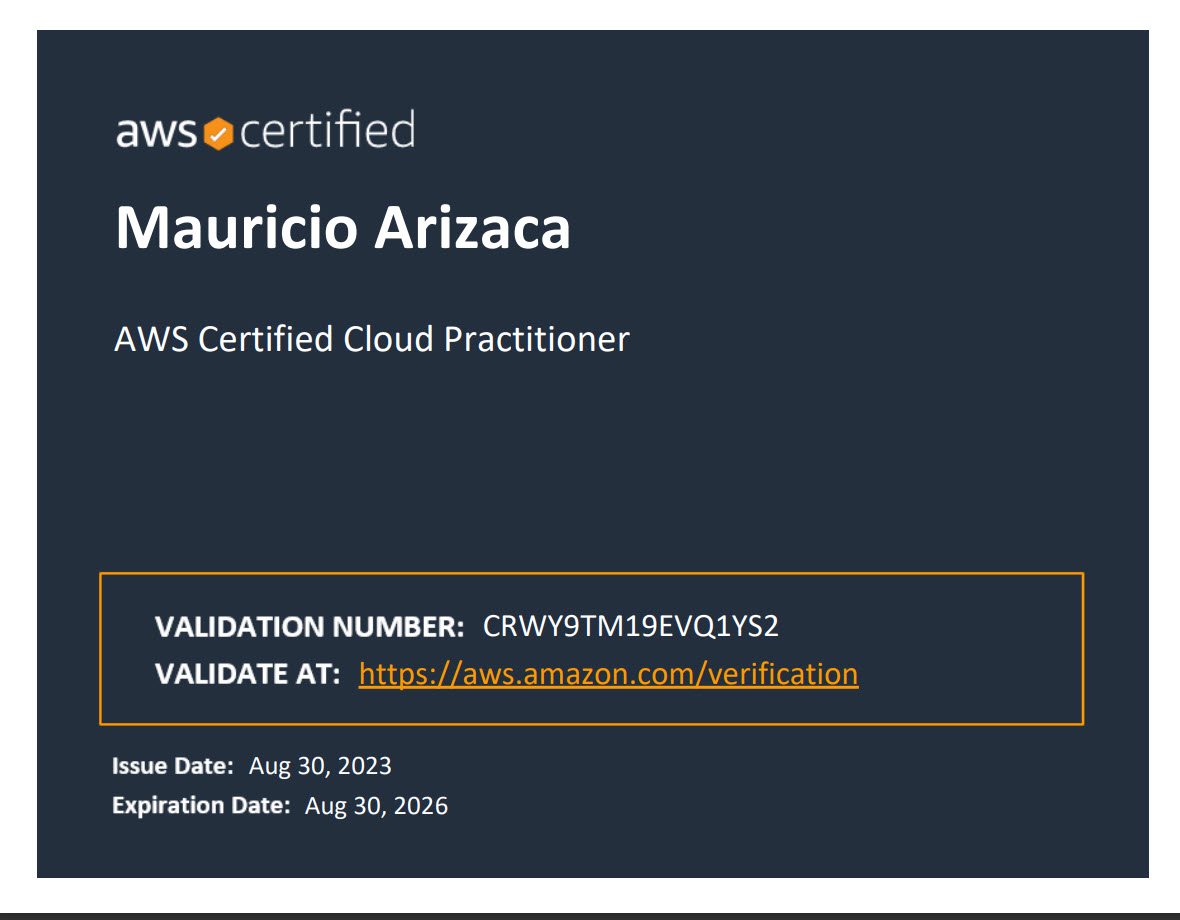 aws certified
Mauricio Arizaca
AWS Certified Cloud Practitioner
VALIDATION NUMBER: CRWY9TM19EVQ1YS2
VALIDATE AT: https://aws.amazon.com/verification
Issue Date: Aug 30, 2023
Expiration Date: Aug 30, 2026